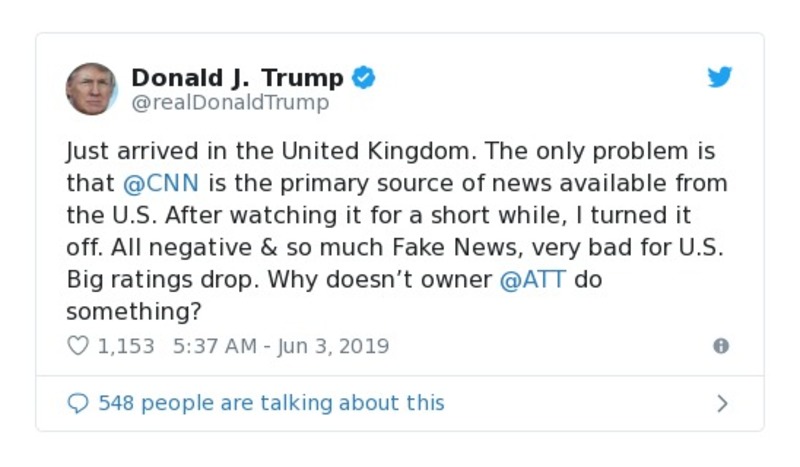 Donald J. Trump
@realDonaldTrump
Just arrived in the United Kingdom. The only problem is
that @CNN is the primary source of news available from
the U.S. After watching it for a short while, I turned it
off. All negative & so much Fake News, very bad for U.S.
Big ratings drop. Why doesn’t owner @ATT do
something?
1,153 5:37 AM - Jun 3, 2019
548 people are talking about this